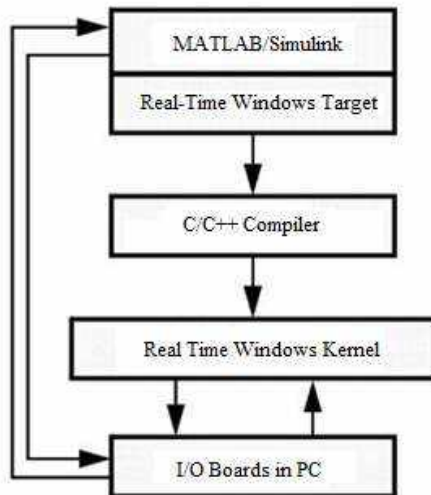 MATLAB/Simulink
Real-Time Windows Target
C/C++ Compiler
Real Time Windows Kernel
I/O Boards in PC